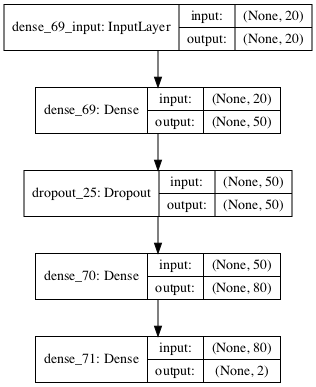 dense_69_input: InputLayer
input: (None, 20)
output: (None, 20)
dense_69: Dense
input: (None, 20)
output: (None, 50)
dropout_25: Dropout
input: (None, 50)
output: (None, 50)
dense_70: Dense
input: (None, 50)
output: (None, 80)
dense_71: Dense
input: (None, 80)
output: (None, 2)